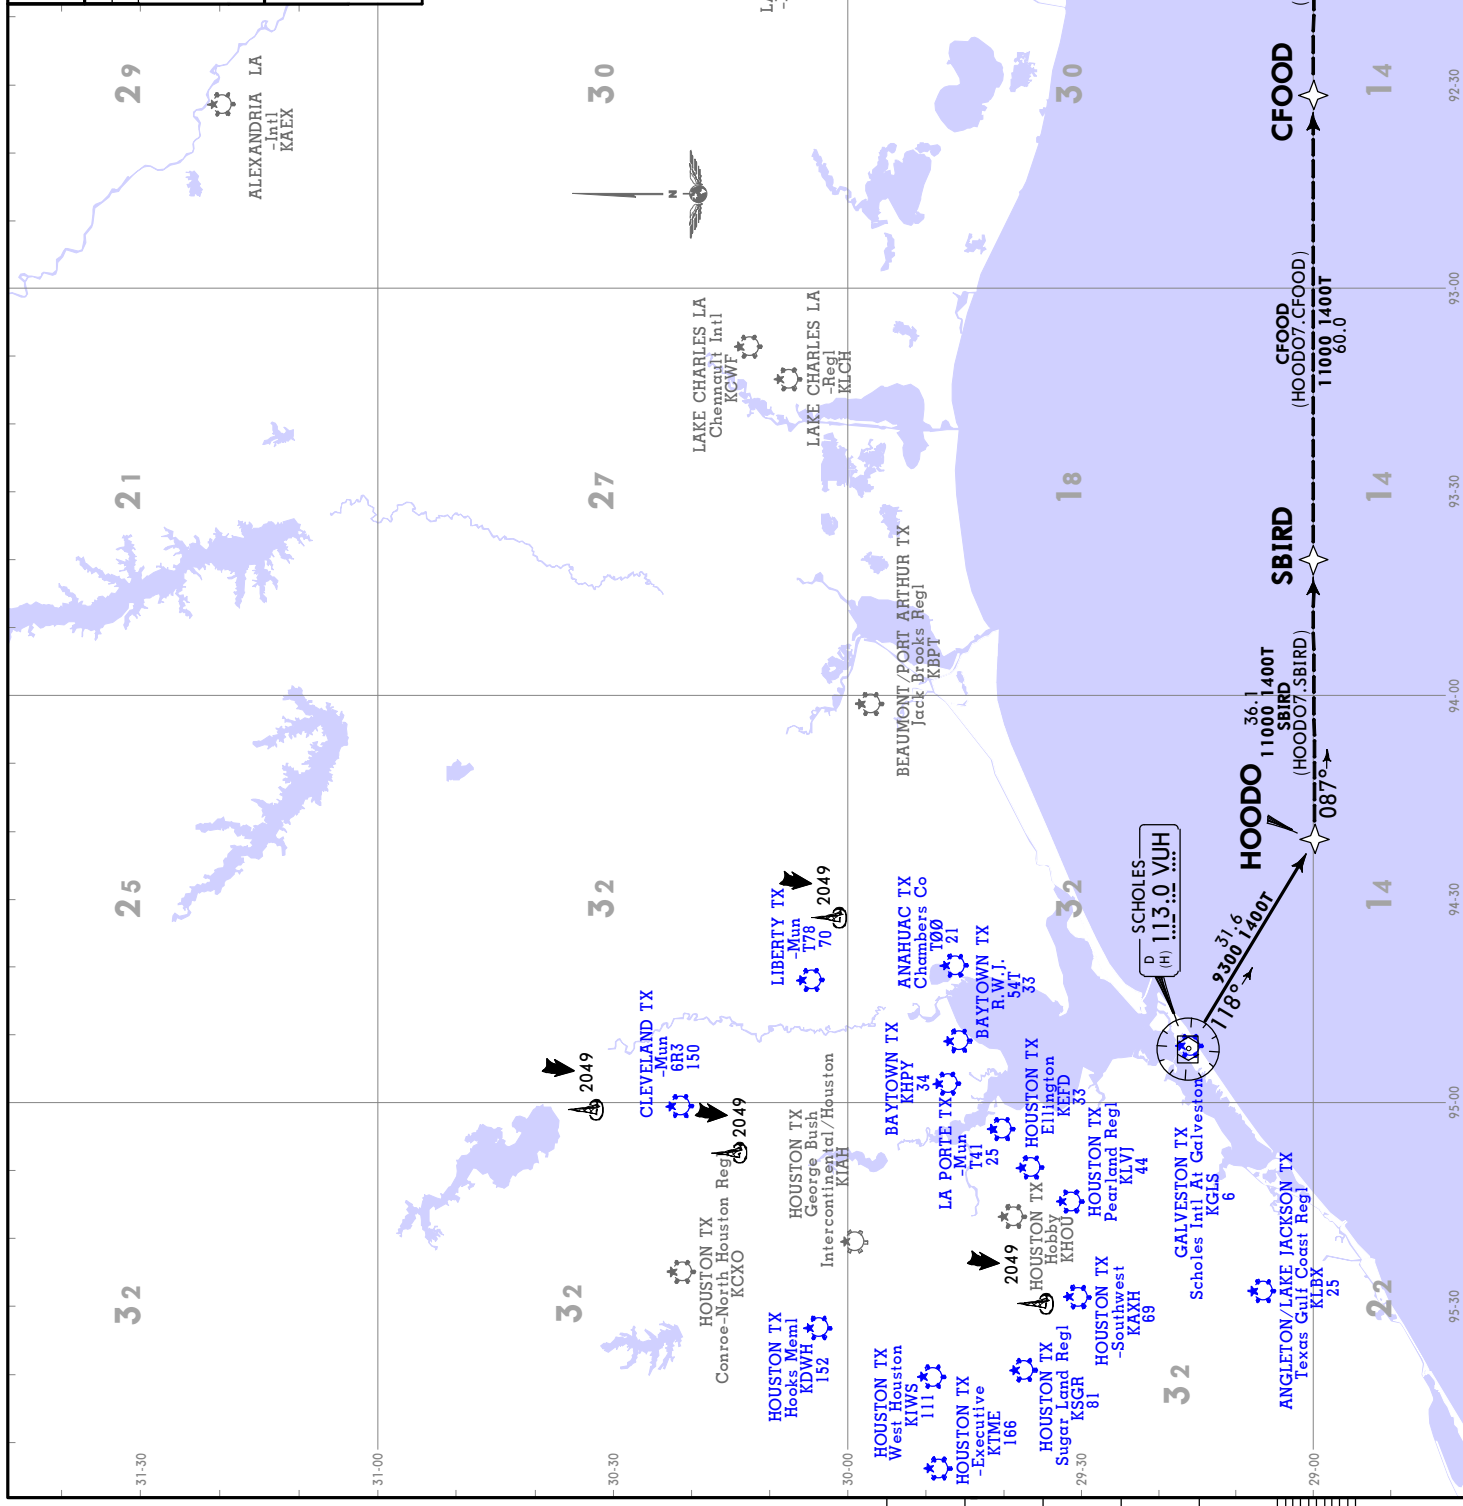 29
30
30
14
ALEXANDRIA LA
-Intl
KAEX
N
CFOOD
92-30
93-00
93-30
94-00
94-30
95-00
95-30
LAKE CHARLES LA
Chennault Intl
KCWF
LAKE CHARLES LA
-Regl
KLCH
CFOOD
(HOODO7.CFOOD)
11000 1400T
60.0
21
27
18
14
SBIRD
BEAUMONT/PORT ARTHUR TX
Jack Brooks Regl
KBPT
36.1
11000 1400T
SBIRD
(HOODO7.SBIRD)
HOODO
087°
25
32
32
14
SCHOLES
D
(H) 113.0 VUH
31.6
9300 1400T
118°
LIBERTY TX
-Mun
T78
70
2049
ANAHUAC TX
Chambers Co
TØØ
21
BAYTOWN TX
R.W.J.
54T
33
CLEVELAND TX
-Mun
6R3
150
2049
2049
BAYTOWN TX
KHPY
34
LA PORTE TX
-Mun
T41
25
HOUSTON TX
Ellington
KEFD
33
HOUSTON TX
Pearland Regl
KLVJ
44
HOUSTON TX
George Bush
Intercontinental/Houston
KIAH
HOUSTON TX
Conroe-North Houston Reg
KCXO
HOUSTON TX
Hobby
KHOU
2049
GALVESTON TX
Scholes Intl At Galveston
KGLS
6
ANGLETON/LAKE JACKSON TX
Texas Gulf Coast Regl
KLBX
25
HOUSTON TX
-Southwest
KAXH
69
HOUSTON TX
Hooks Meml
KDWH
152
HOUSTON TX
West Houston
KIWS
111
HOUSTON TX
-Executive
KTME
166
HOUSTON TX
Sugar Land Regl
KSGR
81
32
32
32
22
31-30
31-00
30-30
30-00
29-30
29-00